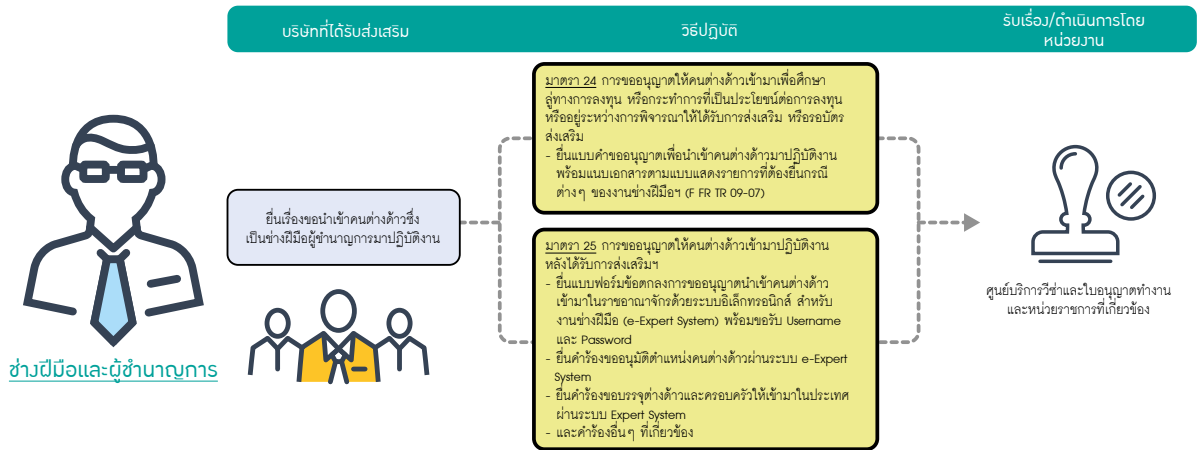 บริษัทที่ได้รับส่งเสริม
วิธีปฏิบัติ
รับเรื่อง/ดำเนินการโดย
หน่วยงาน
ช่างฝีมือและผู้ชำนาญการ
ยื่นเรื่องขอนำเข้าคนต่างด้าวซึ่ง
เป็นช่างฝีมือผู้ชำนาญการมาปฏิบัติงาน
มาตรา 24 การขออนุญาตให้คนต่างด้าวเข้ามาเพื่อศึกษา
ลู่ทางการลงทุน หรือกระทำการที่เป็นประโยชน์ต่อการลงทุน
หรืออยู่ระหว่างการพิจารณาให้ได้รับการส่งเสริม หรือรอบัตร
ส่งเสริม
- ยื่นแบบคำขออนุญาตเพื่อนำเข้าคนต่างด้าวมาปฏิบัติงาน
พร้อมแนบเอกสารตามแบบแสดงรายการที่ต้องยื่นกรณี
ต่างๆ ของงานช่างฝีมือฯ (F FR TR 09-07)
มาตรา 25 การขออนุญาตให้คนต่างด้าวเข้ามาปฏิบัติงาน
หลังได้รับการส่งเสริมฯ
- ยื่นแบบฟอร์มข้อตกลงการขออนุญาตนำเข้าคนต่างด้าว
เข้ามาในราชอาณาจักรด้วยระบบอิเล็กทรอนิกส์ สำหรับ
งานช่างฝีมือ (e-Expert System) พร้อมขอรับ Username
และ Password
- ยื่นคำร้องขออนุมัติตำแหน่งคนต่างด้าวผ่านระบบ e-Expert
System
- ยื่นคำร้องขอบรรจุต่างด้าวและครอบครัวให้เข้ามาในประเทศ
ผ่านระบบ Expert System
- และคำร้องอื่นๆ ที่เกี่ยวข้อง
ศูนย์บริการวีซ่าและใบอนุญาตทำงาน
และหน่วยราชการที่เกี่ยวข้อง